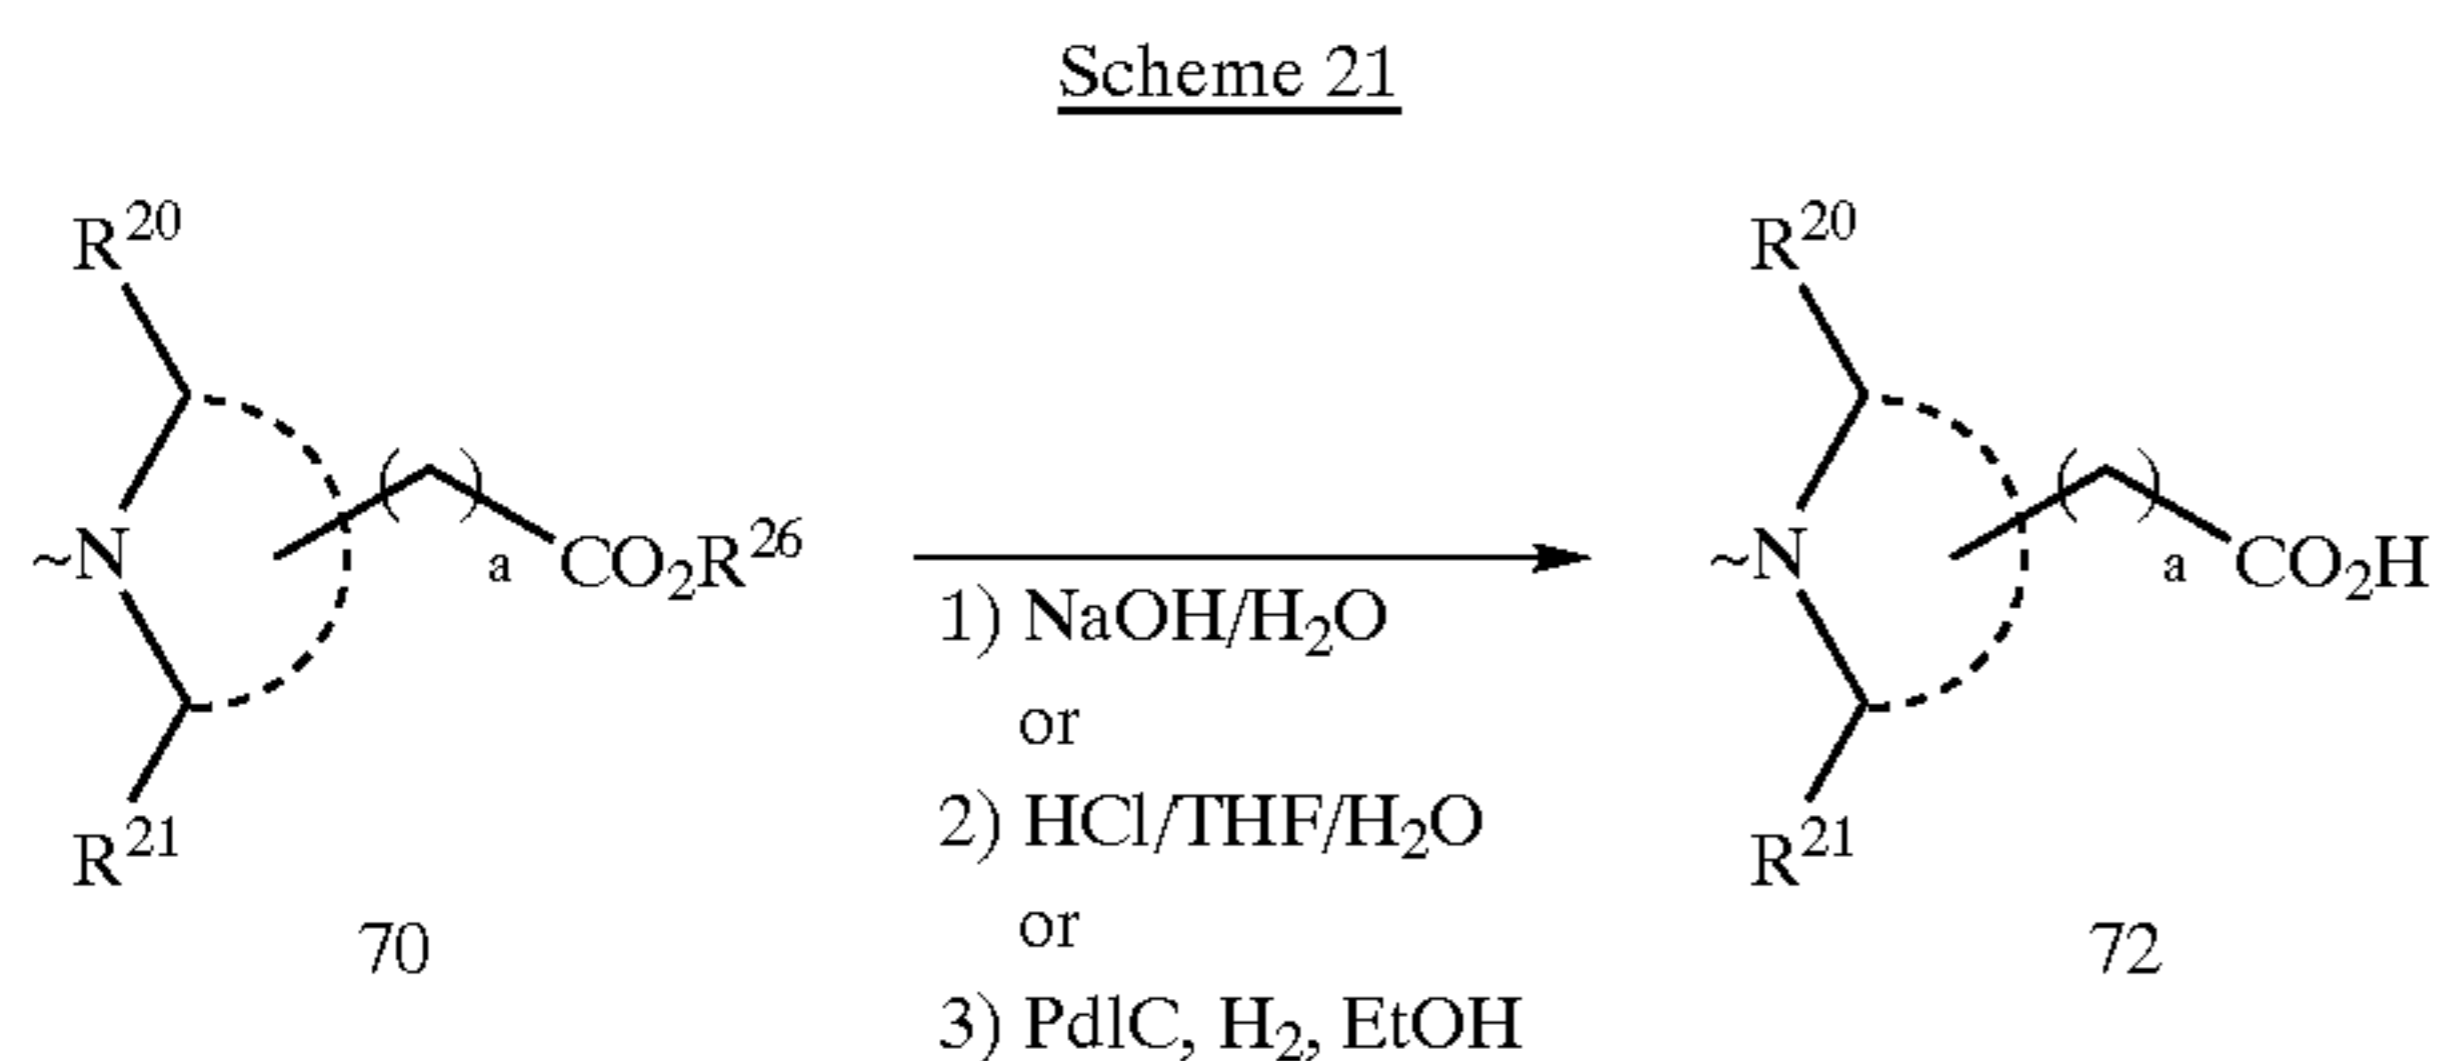 Scheme 21
R²⁰ R²⁰
( ) ( )
~N a CO₂R²⁶ ~N a CO₂H
1) NaOH/H₂O
or
2) HCl/THF/H₂O
R²¹ R²¹
or
70 72
3) PdlC, H₂, EtOH